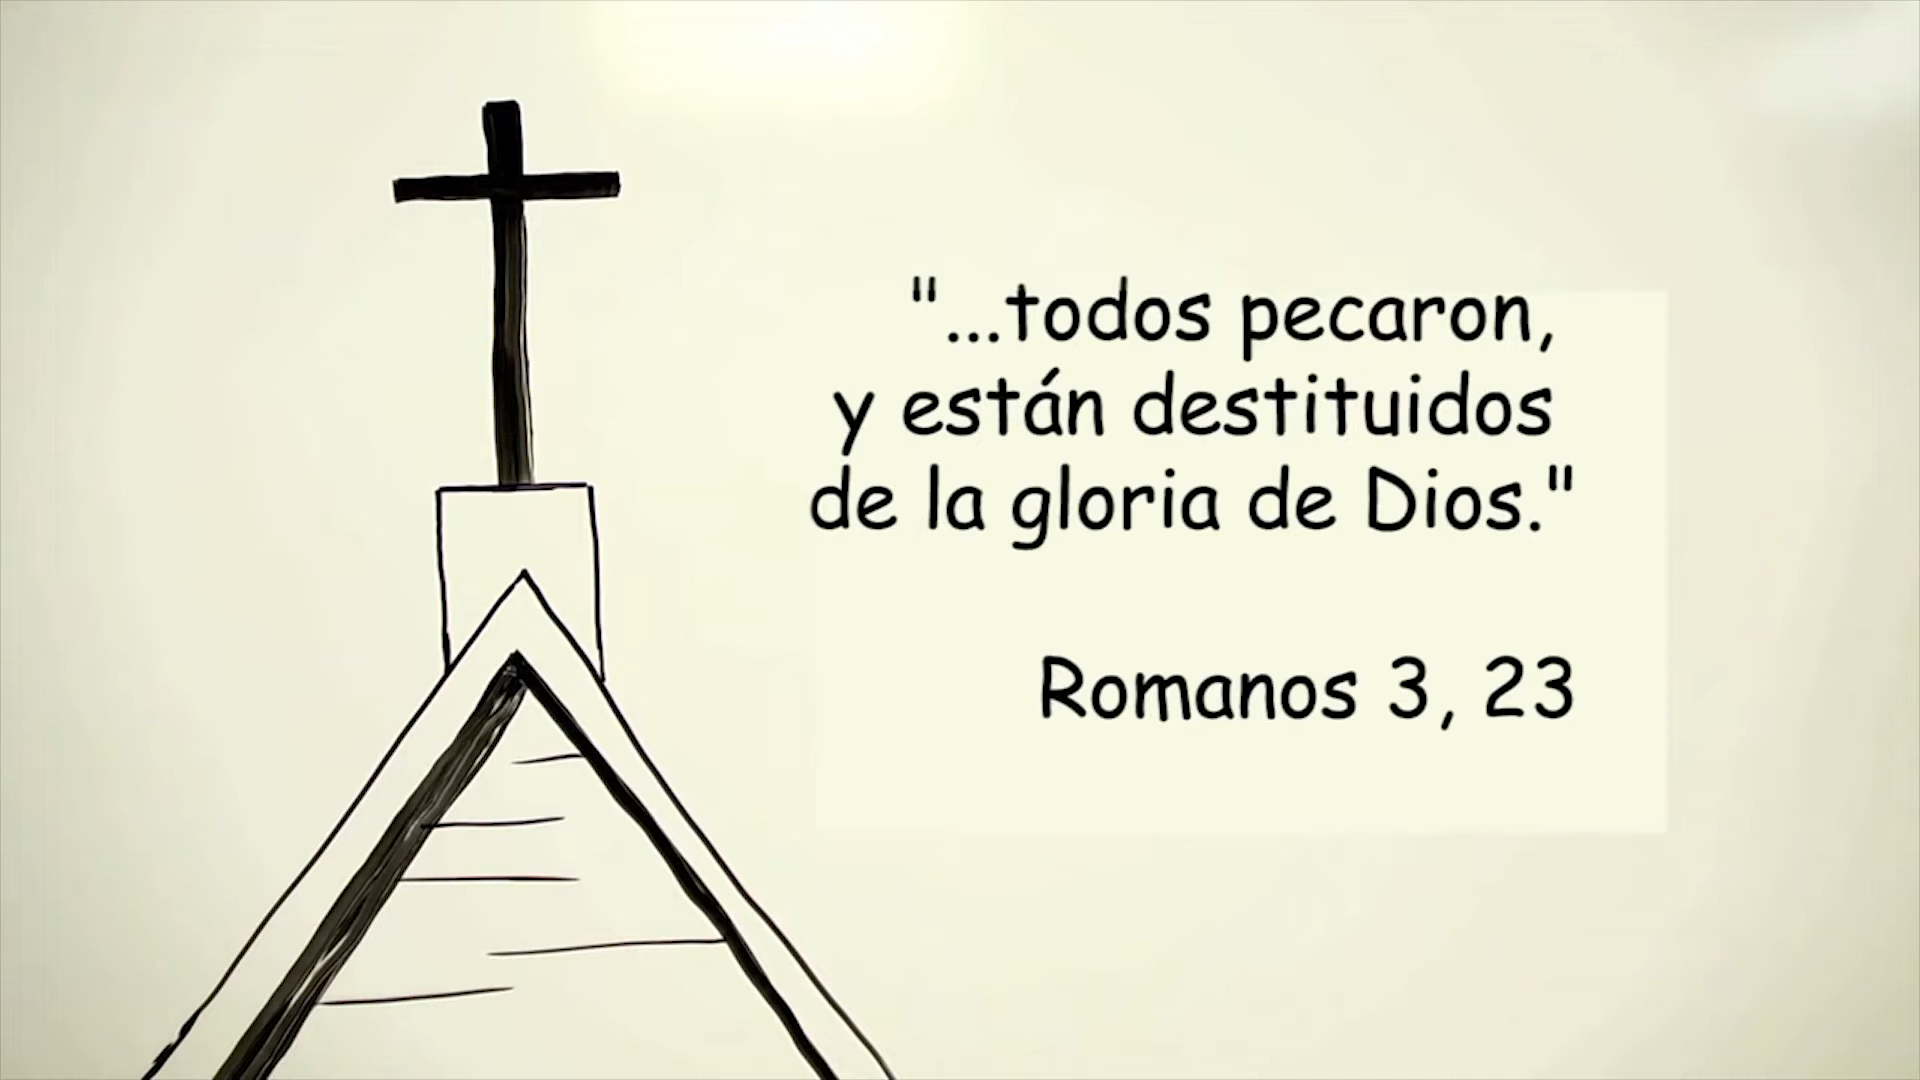 "...todos pecaron,
y están destituidos
de la gloria de Dios."
Romanos 3, 23